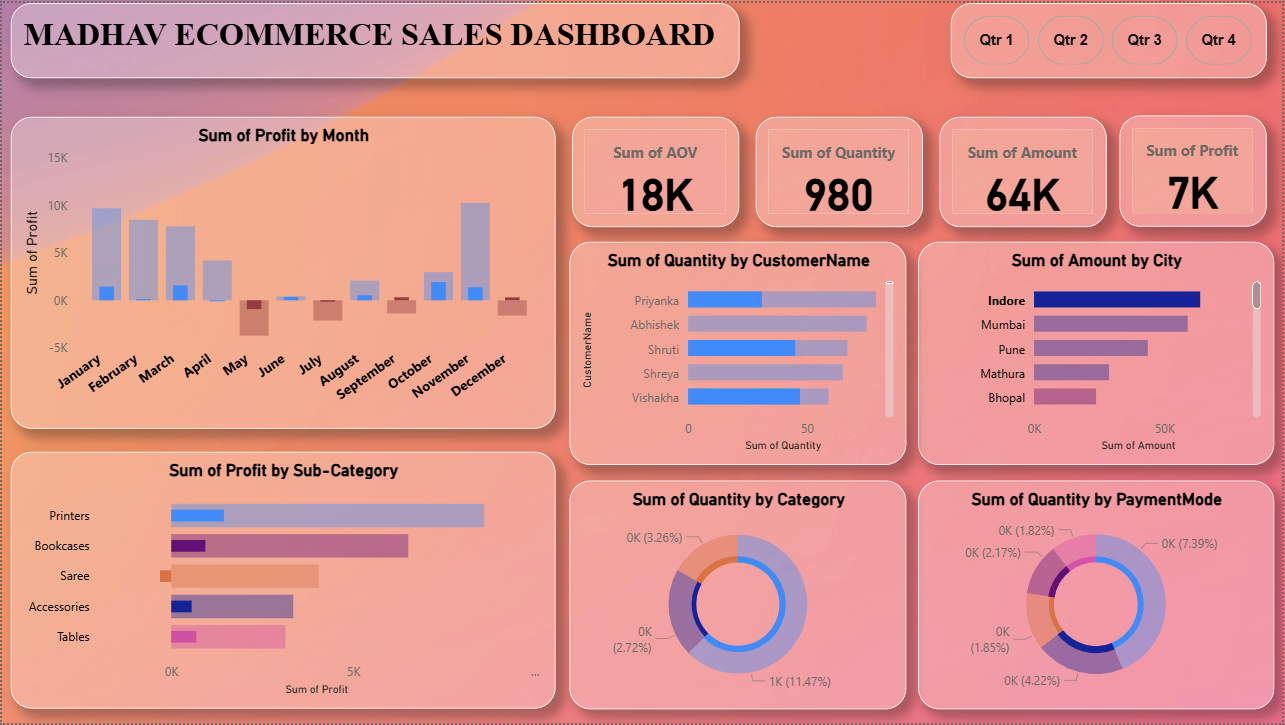 MADHAV ECOMMERCE SALES DASHBOARD
Qtr 1
Qtr 2
Qtr 3
Qtr 4
Sum of Profit by Month
Sum of Profit
15K
10K
5K
0K
-5K
January
February
March
April
May
June
July
August
September
October
November
December
Sum of AOV
18K
Sum of Quantity
980
Sum of Amount
64K
Sum of Profit
7K
Sum of Quantity by CustomerName
CustomerName
Priyanka
Abhishek
Shruti
Shreya
Vishakha
0
50
Sum of Quantity
Sum of Amount by City
Indore
Mumbai
Pune
Mathura
Bhopal
0K
50K
Sum of Amount
Sum of Profit by Sub-Category
Printers
Bookcases
Saree
Accessories
Tables
0K
5K
...
Sum of Profit
Sum of Quantity by Category
0K (3.26%)
0K
(2.72%)
1K (11.47%)
Sum of Quantity by PaymentMode
0K (1.82%)
0K (2.17%)
0K (7.39%)
0K
(1.85%)
0K (4.22%)